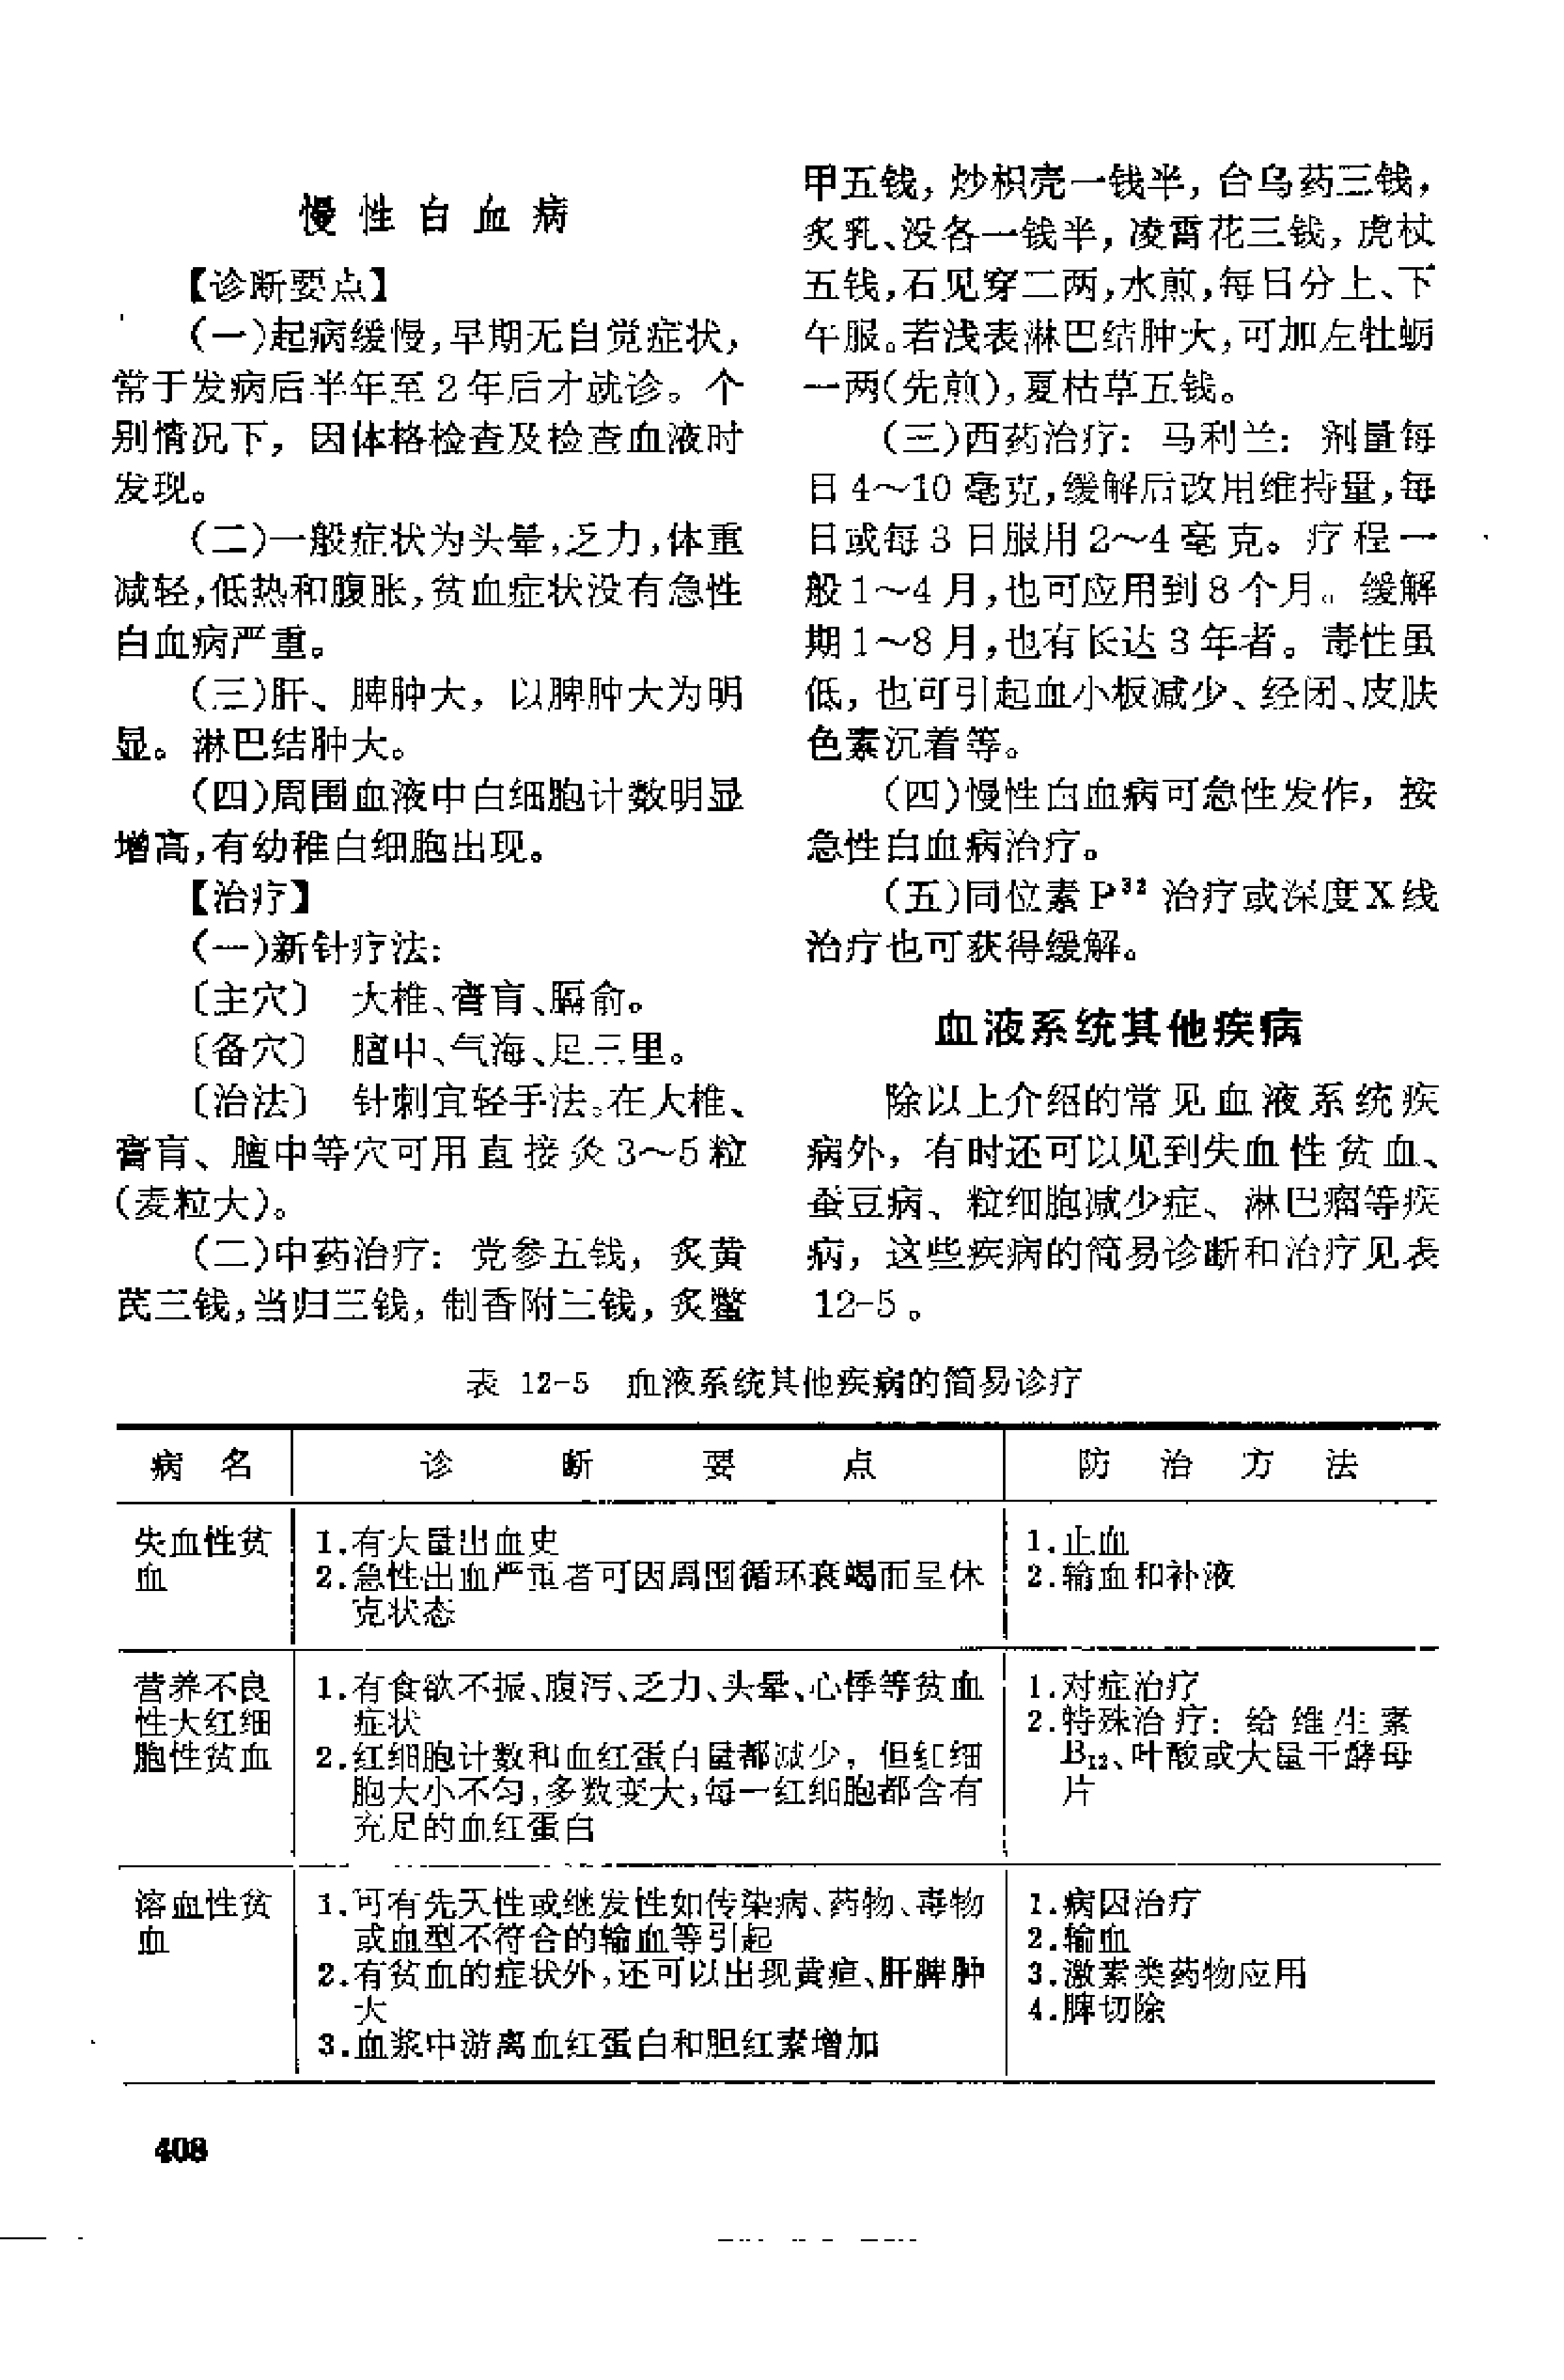 慢性白血病
【诊断要点】
(一)起病缓慢,早期无自觉症状,
常于发病后半年至2年后才就诊。个
别情况下，因体格检查及检查血液时
发现。
(二)一般症状为头晕,乏力,体重
减轻,低热和腹胀,贫血症状没有急性
白血病严重。
(三)肝、脾肿大，以脾肿大为明
显。淋巴结肿大。
(四)周围血液中白细胞计数明显
增高,有幼稚白细胞出现。
【治疗】
(一)新针疗法:
〔主穴〕 大椎、膏肓、膈俞。
〔备穴〕 膻中、气海、足三里。
〔治法〕 针刺宜轻手法。在大椎、
膏肓、膻中等穴可用直接灸3～5粒
(麦粒大)。
(二)中药治疗：党参五钱，炙黄
芪三钱,当归三钱，制香附三钱，炙鳖
甲五钱，炒枳壳一钱半，台乌药三钱，
炙乳、没各一钱半，凌霄花三钱，虎杖
五钱,石见穿二两,水煎,每日分上、下
午服。若浅表淋巴结肿大,可加左牡蛎
一两(先煎),夏枯草五钱。
(三)西药治疗：马利兰：剂量每
日4～10毫克,缓解后改用维持量,每
日或每3日服用2～4毫克。疗程一
般1～4月,也可应用到8个月。缓解
期1～8月,也有长达3年者。毒性虽
低，也可引起血小板减少、经闭、皮肤
色素沉着等。
(四)慢性白血病可急性发作，按
急性白血病治疗。
(五)同位素P³²治疗或深度X线
治疗也可获得缓解。
血液系统其他疾病
除以上介绍的常见血液系统疾
病外，有时还可以见到失血性贫血、
蚕豆病、粒细胞减少症、淋巴瘤等疾
病，这些疾病的简易诊断和治疗见表
12-5。
表 12-5 血液系统其他疾病的简易诊疗
病名 诊断要点 防治方法
失血性贫
血
1.有大量出血史
2.急性出血严重者可因周围循环衰竭而呈休
克状态
1.止血
2.输血和补液
营养不良
性大红细
胞性贫血
1.有食欲不振、腹泻、乏力、头晕、心悸等贫血
症状
2.红细胞计数和血红蛋白量都减少，但红细
胞大小不匀,多数变大,每一红细胞都含有
充足的血红蛋白
1.对症治疗
2.特殊治疗：给维生素
B₁₂、叶酸或大量干酵母
片
溶血性贫
血
1.可有先天性或继发性如传染病、药物、毒物
或血型不符合的输血等引起
2.有贫血的症状外,还可以出现黄疸、肝脾肿
大
3.血浆中游离血红蛋白和胆红素增加
1.病因治疗
2.输血
3.激素类药物应用
4.脾切除
408